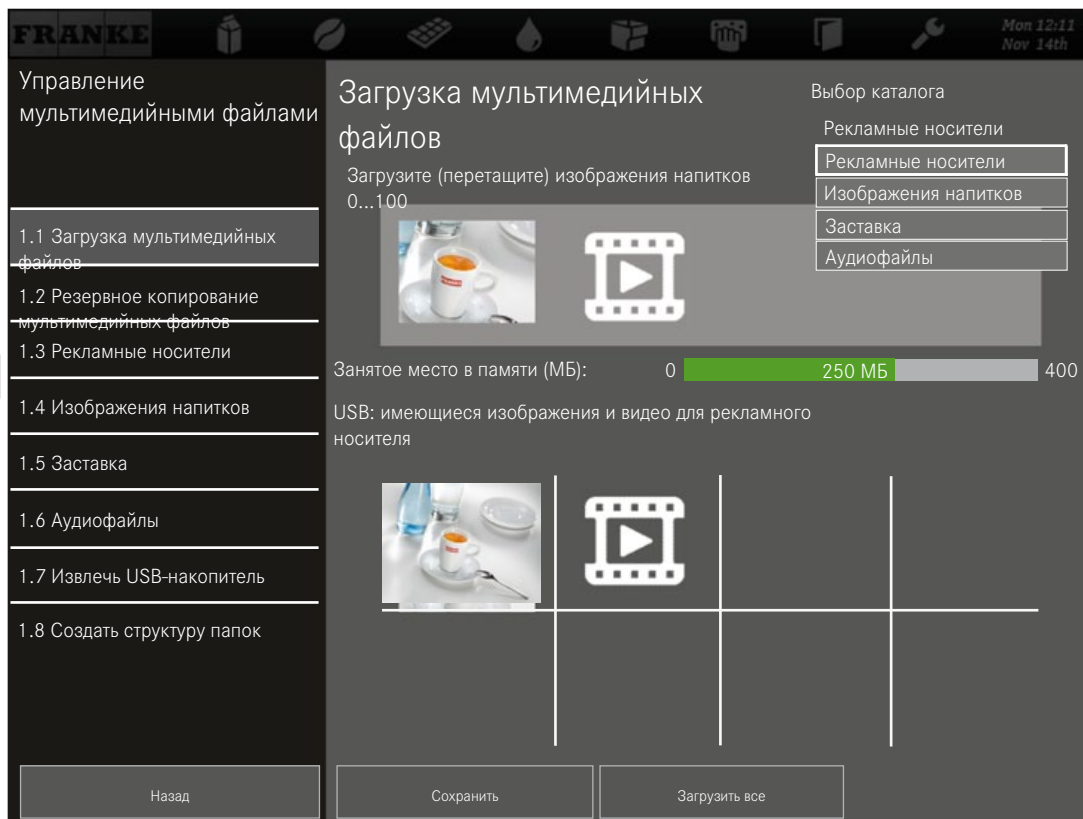 FRANKE
Mon 12:11
Nov 14th
Управление
мультимедийными файлами
1.1 Загрузка мультимедийных
файлов
1.2 Резервное копирование
мультимедийных файлов
1.3 Рекламные носители
1.4 Изображения напитков
1.5 Заставка
1.6 Аудиофайлы
1.7 Извлечь USB-накопитель
1.8 Создать структуру папок
Назад
Загрузка мультимедийных
файлов
Загрузите (перетащите) изображения напитков
0...100
Выбор каталога
Рекламные носители
Рекламные носители
Изображения напитков
Заставка
Аудиофайлы
Занятое место в памяти (МБ): 0 250 МБ 400
USB: имеющиеся изображения и видео для рекламного
носителя
Сохранить
Загрузить все